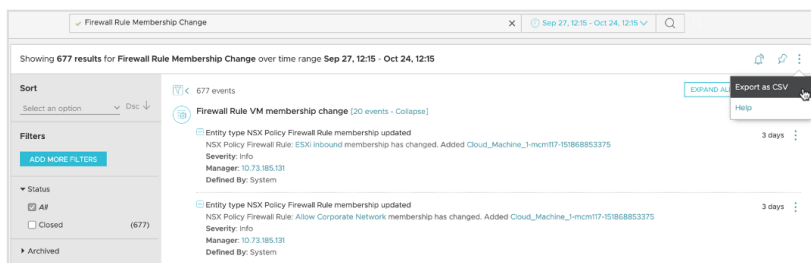 Firewall Rule Membership Change
Sep 27, 12:15 - Oct 24, 12:15
Showing 677 results for Firewall Rule Membership Change over time range Sep 27, 12:15 - Oct 24, 12:15
Sort
Select an option Dsc
Filters
ADD MORE FILTERS
Status
All
Closed (677)
Archived
677 events
EXPAND AL
Export as CSV
Help
Firewall Rule VM membership change [20 events - Collapse]
Entity type NSX Policy Firewall Rule membership updated 3 days
NSX Policy Firewall Rule: ESXi inbound membership has changed. Added Cloud_Machine_1-mcm117-151868853375
Severity: Info
Manager: 10.73.185.131
Defined By: System
Entity type NSX Policy Firewall Rule membership updated 3 days
NSX Policy Firewall Rule: Allow Corporate Network membership has changed. Added Cloud_Machine_1-mcm117-151868853375
Severity: Info
Manager: 10.73.185.131
Defined By: System